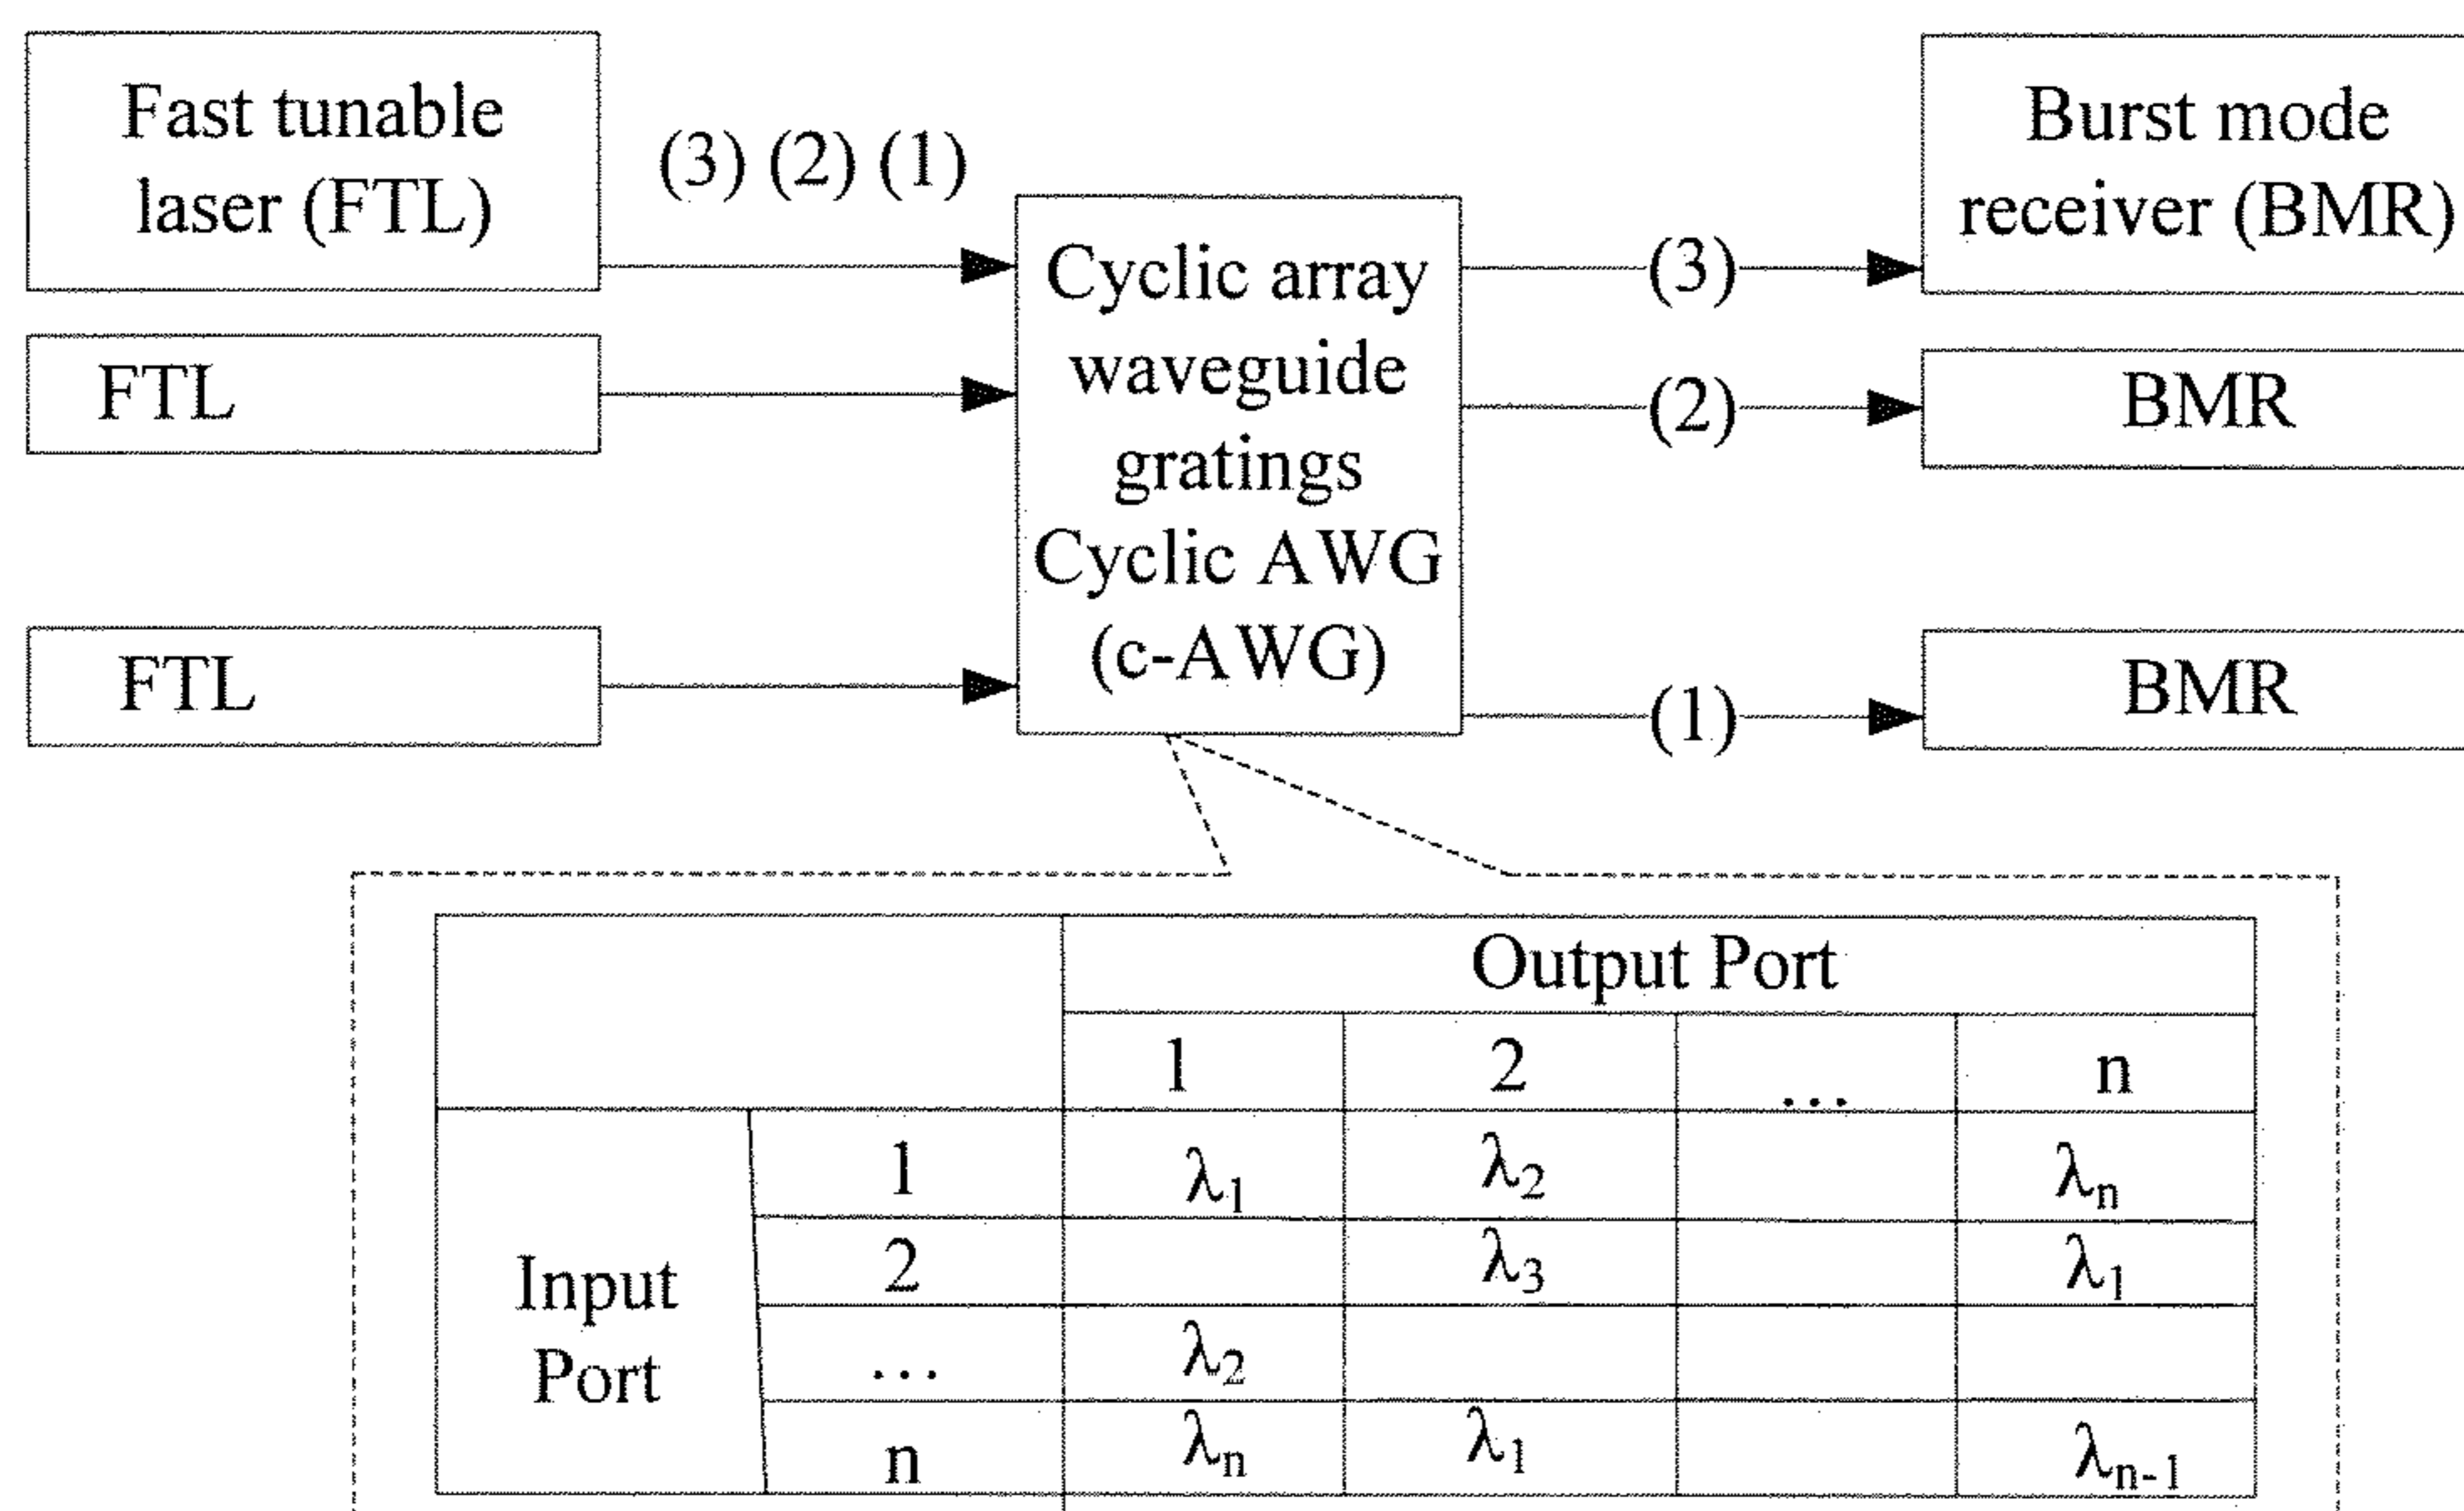 Fast tunable
laser (FTL)
(3) (2) (1)
Burst mode
receiver (BMR)
FTL
FTL
Cyclic array
waveguide
gratings
Cyclic AWG
(c-AWG)
(3)
(2)
(1)
BMR
BMR
Output Port
1 2 … n
Input
Port
1 λ₁ λ₂ λₙ
2 λ₃ λ₁
… λ₂
n λₙ λ₁ λₙ₋₁